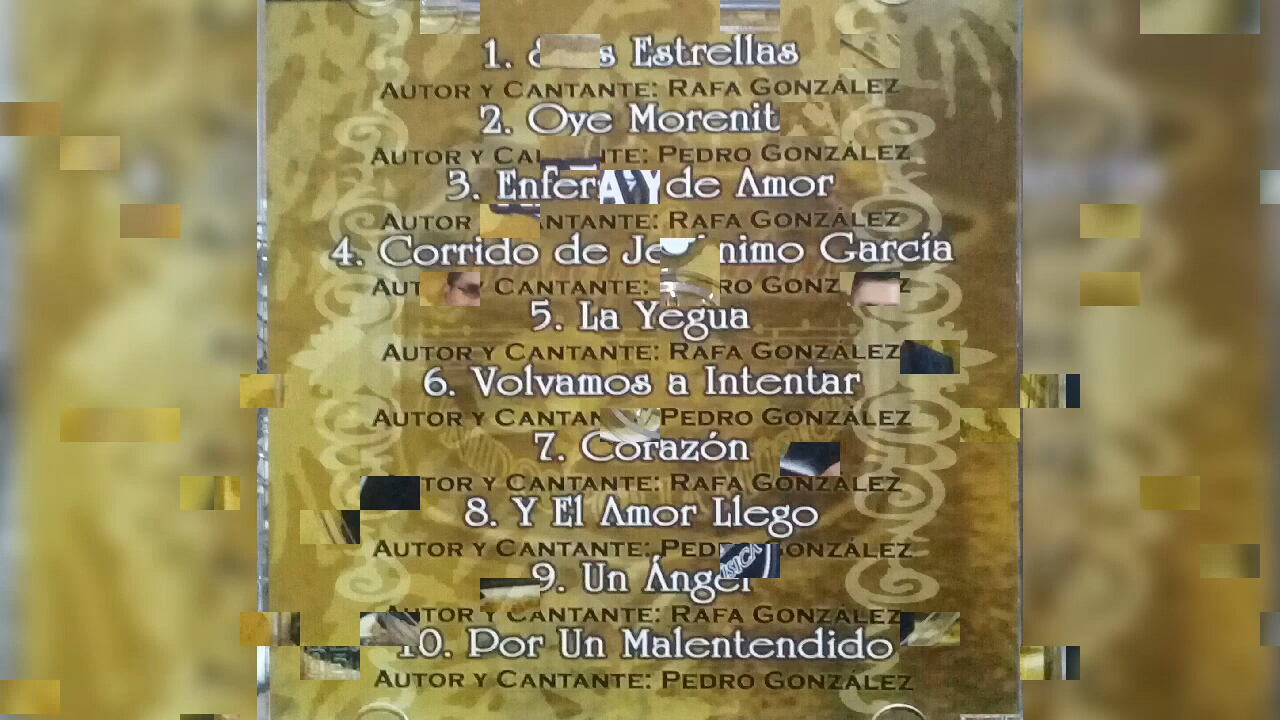 1. Estrellas
AUTOR Y CANTANTE: RAFA GONZÁLEZ
2. Oye Morenit
AUTOR Y PEDRO GONZÁLEZ
3. de Amor
AUTOR RAFA GONZÁLEZ
4. Corrido de García
CANTANTE:
5. La Yegua
AUTOR Y CANTANTE: RAFA GONZÁLEZ
6. Volvamos a Intentar
AUTOR Y PEDRO GONZÁLEZ
7. Corazón
Y CANTANTE: RAFA GONZÁLEZ
8. Y El Amor Llego
AUTOR Y CANTANTE: GONZÁLEZ
9. Un Ángel
AUTOR Y CANTANTE: RAFA GONZÁLEZ
10. Por Un Malentendido
AUTOR Y CANTANTE: PEDRO GONZÁLEZ